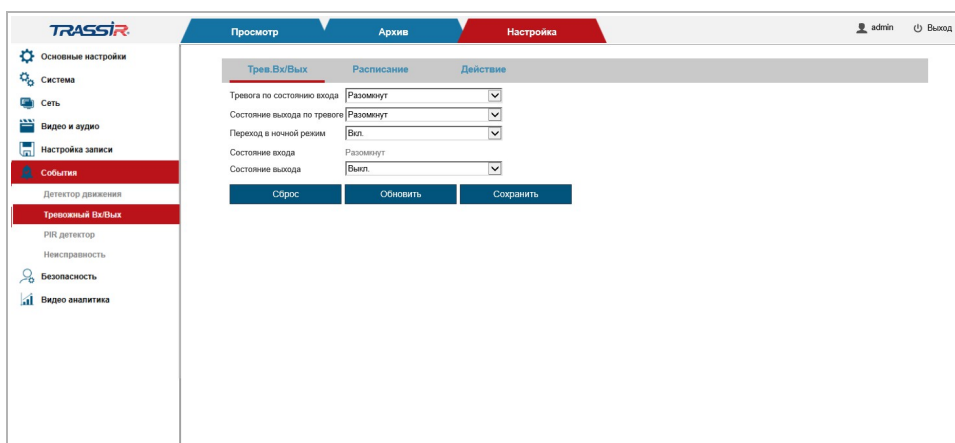 TRASSIR
Просмотр
Архив
Настройка
admin
Выход
Основные настройки
Система
Сеть
Видео и аудио
Настройка записи
События
Детектор движения
Тревожный Вх/Вых
PIR детектор
Неисправность
Безопасность
Видео аналитика
Трев.Вх/Вых
Расписание
Действие
Тревога по состоянию входа Разомкнут
Состояние выхода по тревоге Разомкнут
Переход в ночной режим Вкл.
Состояние входа Разомкнут
Состояние выхода Выкл.
Сброс
Обновить
Сохранить